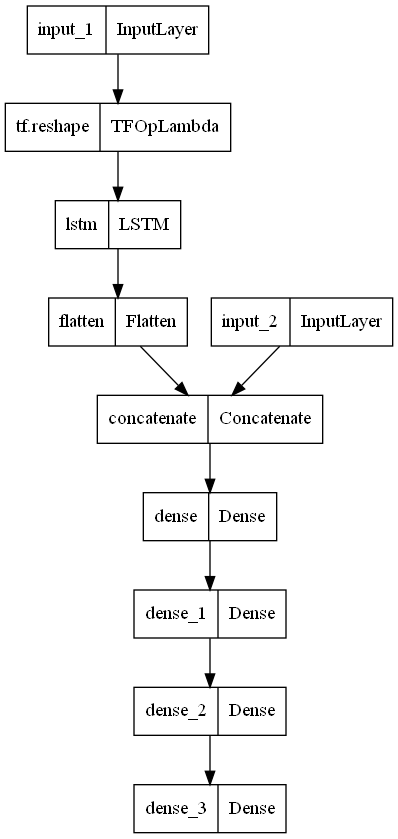 input_1 InputLayer
tf.reshape TFOpLambda
lstm LSTM
flatten Flatten
input_2 InputLayer
concatenate Concatenate
dense Dense
dense_1 Dense
dense_2 Dense
dense_3 Dense